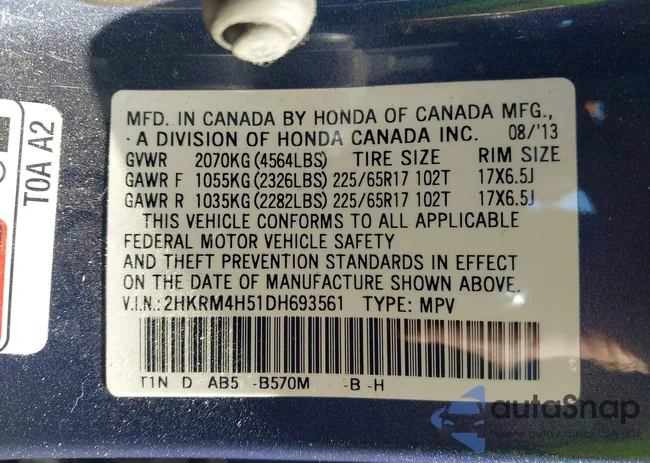 MFD. IN CANADA BY HONDA OF CANADA MFG.,
A DIVISION OF HONDA CANADA INC. 08/'13
GVWR 2070KG (4564LBS) TIRE SIZE RIM SIZE
GAWR F 1055KG (2326LBS) 225/65R17 102T 17X6.5J
GAWR R 1035KG (2282LBS) 225/65R17 102T 17X6.5J
THIS VEHICLE CONFORMS TO ALL APPLICABLE
FEDERAL MOTOR VEHICLE SAFETY
AND THEFT PREVENTION STANDARDS IN EFFECT
ON THE DATE OF MANUFACTURE SHOWN ABOVE.
V.I.N.: 2HKRM4H51DH693561 TYPE: MPV
T1N D AB5 -B570M -B -H
T0A A2
autaSnap